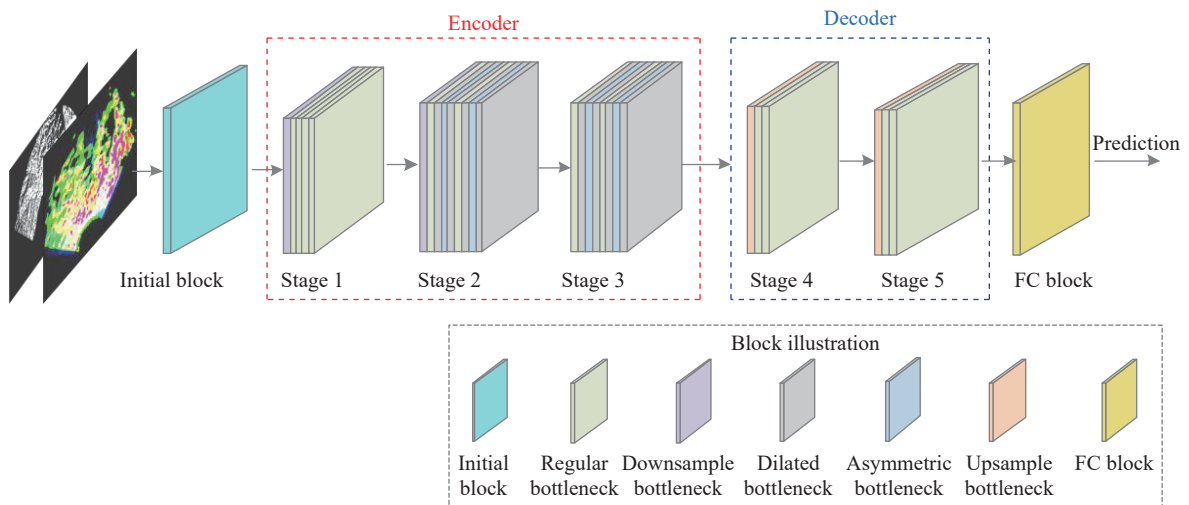 Encoder
Decoder
Prediction
Initial block
Stage 1
Stage 2
Stage 3
Stage 4
Stage 5
FC block
Block illustration
Initial
block
Regular
bottleneck
Downsample
bottleneck
Dilated
bottleneck
Asymmetric
bottleneck
Upsample
bottleneck
FC block